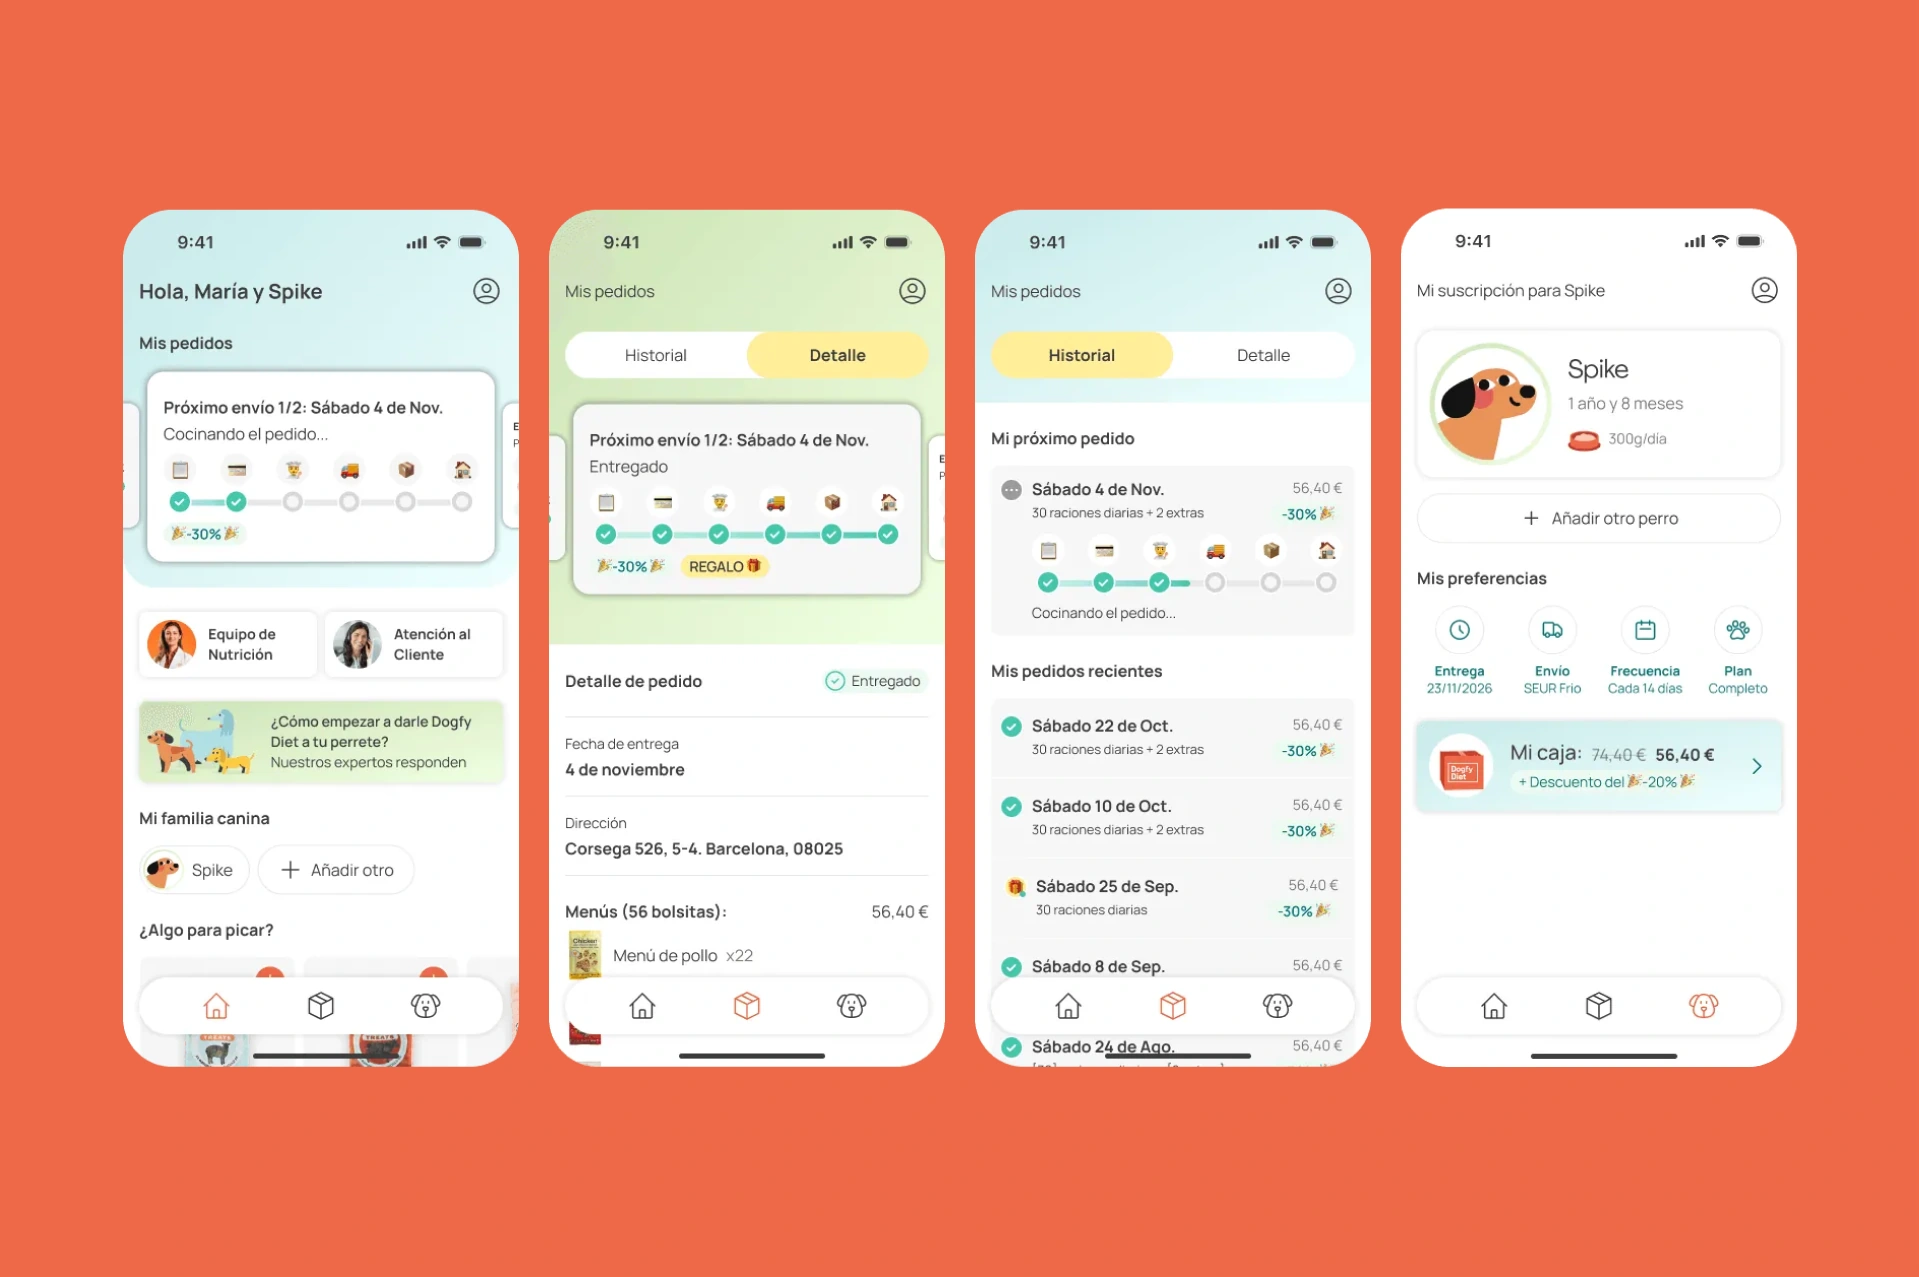 9:41
Hola, María y Spike
Mis pedidos
Próximo envío 1/2: Sábado 4 de Nov.
Cocinando el pedido...
-30%
Equipo de
Nutrición
Atención al
Cliente
¿Cómo empezar a darle Dogfy
Diet a tu perrete?
Nuestros expertos responden
Mi familia canina
Spike
+ Añadir otro
¿Algo para picar?
TREATS
TREATS
9:41
Mis pedidos
Historial
Detalle
Próximo envío 1/2: Sábado 4 de Nov.
Entregado
-30%
REGALO
Detalle de pedido
Entregado
Fecha de entrega
4 de noviembre
Dirección
Corsega 526, 5-4. Barcelona, 08025
Menús (56 bolsitas):
56,40 €
Chicken
Menú de pollo x22
9:41
Mis pedidos
Historial
Detalle
Mi próximo pedido
Sábado 4 de Nov.
56,40 €
30 raciones diarias + 2 extras
-30%
Cocinando el pedido...
Mis pedidos recientes
Sábado 22 de Oct.
56,40 €
30 raciones diarias + 2 extras
-30%
Sábado 10 de Oct.
56,40 €
30 raciones diarias + 2 extras
-30%
Sábado 25 de Sep.
56,40 €
30 raciones diarias
-30%
Sábado 8 de Sep.
56,40 €
Sábado 24 de Ago.
56,40 €
9:41
Mi suscripción para Spike
Spike
1 año y 8 meses
300g/día
+ Añadir otro perro
Mis preferencias
Entrega
23/11/2026
Envío
SEUR Frio
Frecuencia
Cada 14 días
Plan
Completo
Dogfy
Diet
Mi caja: 74,40 € 56,40 €
+ Descuento del -20%